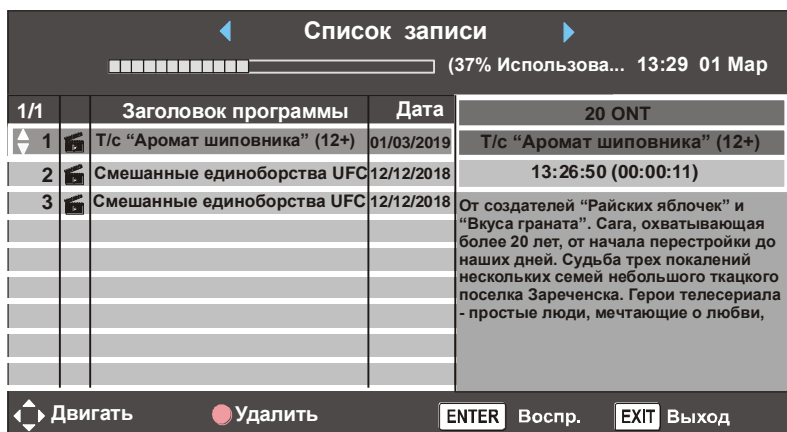 Список записи
(37% Использова... 13:29 01 Мар
1/1 Заголовок программы Дата
1 Т/с “Аромат шиповника” (12+) 01/03/2019
2 Смешанные единоборства UFC 12/12/2018
3 Смешанные единоборства UFC 12/12/2018
20 ONT
Т/с “Аромат шиповника” (12+)
13:26:50 (00:00:11)
От создателей “Райских яблочек” и
“Вкуса граната”. Сага, охватывающая
более 20 лет, от начала перестройки до
наших дней. Судьба трех покалений
нескольких семей небольшого ткацкого
поселка Зареченска. Герои телесериала
- простые люди, мечтающие о любви,
Двигать Удалить ENTER Воспр. EXIT Выход